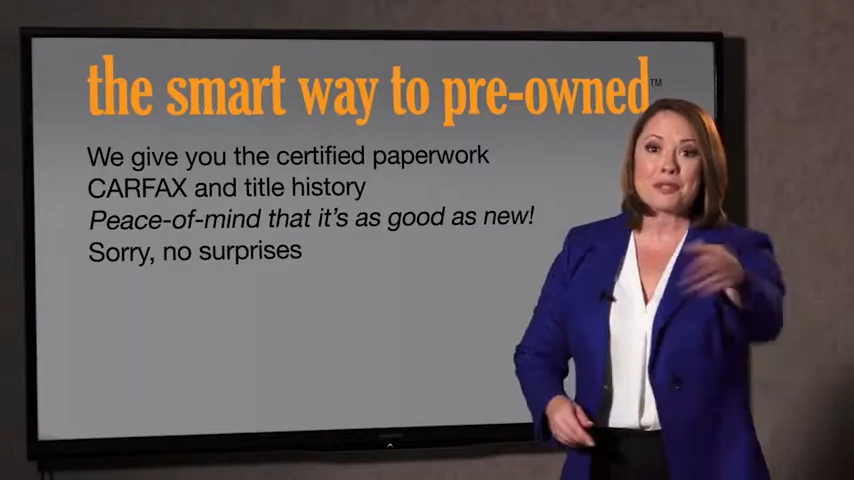 the smart way to pre-owned™
We give you the certified paperwork
CARFAX and title history
Peace-of-mind that it's as good as new!
Sorry, no surprises